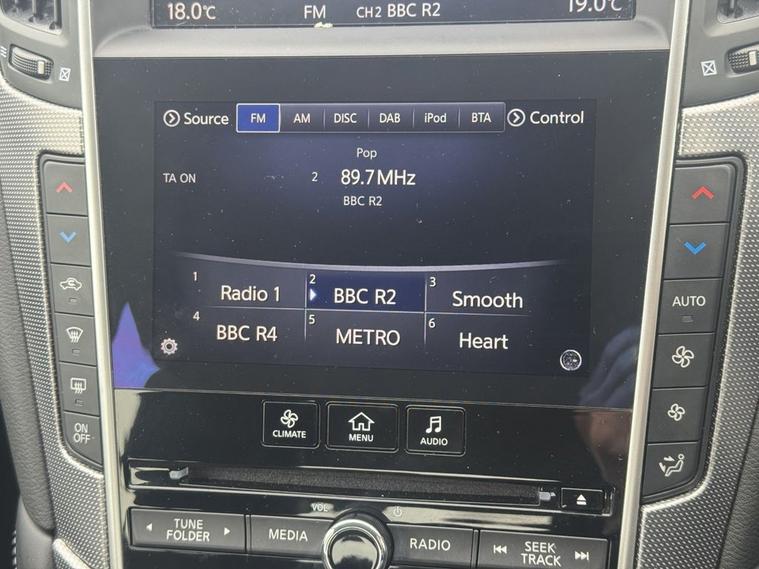 18.0°C FM CH2 BBC R2 19.0°C
Source FM AM DISC DAB iPod BTA Control
Pop
TA ON 2 89.7MHz
BBC R2
1 Radio 1 2 BBC R2 3 Smooth
4 BBC R4 5 METRO 6 Heart
AUTO
ON
OFF
CLIMATE MENU AUDIO
VOL
TUNE
FOLDER
MEDIA RADIO
SEEK
TRACK